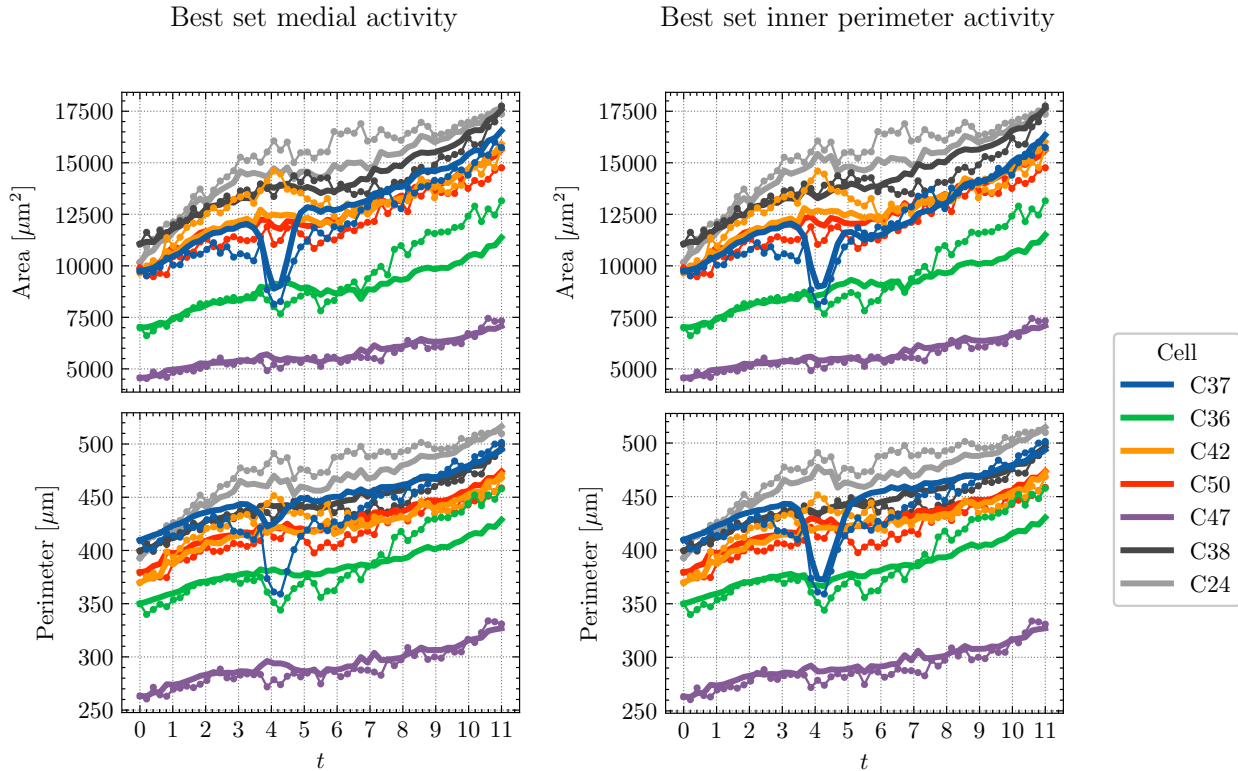 Best set medial activity
Best set inner perimeter activity
17500
15000
12500
10000
7500
5000
Area [μm²]
17500
15000
12500
10000
7500
5000
Area [μm²]
500
450
400
350
300
250
Perimeter [μm]
0 1 2 3 4 5 6 7 8 9 10 11
t
500
450
400
350
300
250
Perimeter [μm]
0 1 2 3 4 5 6 7 8 9 10 11
t
Cell
C37
C36
C42
C50
C47
C38
C24